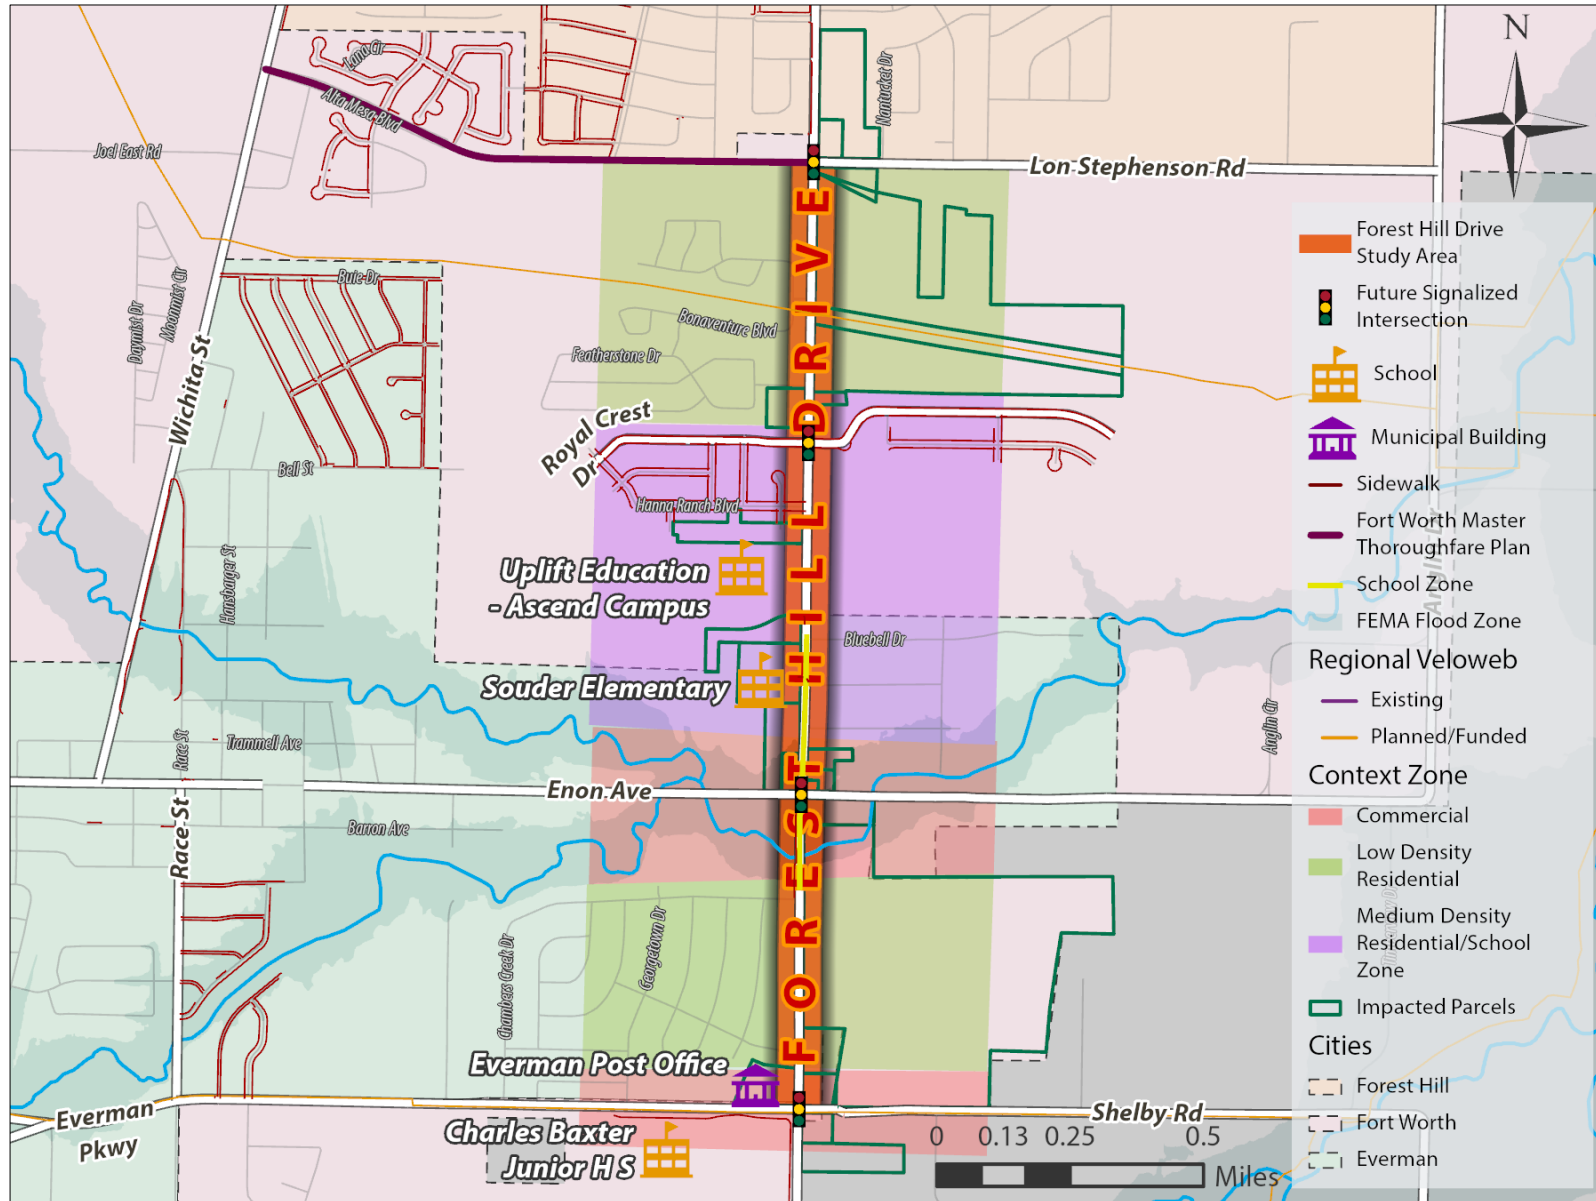 N
Lana Cir
Alta Mesa Blvd
Nantucket Dr
Joel East Rd
Lon Stephenson Rd
FOREST HILL DRIVE
Daymist Dr
Moonmist Cir
Buie Dr
Bonaventure Blvd
Featherstone Dr
Wichita St
Royal Crest
Dr
Bell St
Hanna Ranch Blvd
Hansbarger St
Uplift Education
- Ascend Campus
Bluebell Dr
Souder Elementary
Race St
Trammell Ave
Anglin Cir
Anglin Dr
Enon Ave
Race St
Barron Ave
Georgetown Dr
Chambers Creek Dr
Everman Post Office
Everman
Pkwy
Shelby Rd
Charles Baxter
Junior H S
0 0.13 0.25 0.5
Miles
Forest Hill Drive
Study Area
Future Signalized
Intersection
School
Municipal Building
Sidewalk
Fort Worth Master
Thoroughfare Plan
School Zone
FEMA Flood Zone
Regional Veloweb
Existing
Planned/Funded
Context Zone
Commercial
Low Density
Residential
Medium Density
Residential/School
Zone
Impacted Parcels
Cities
Forest Hill
Fort Worth
Everman